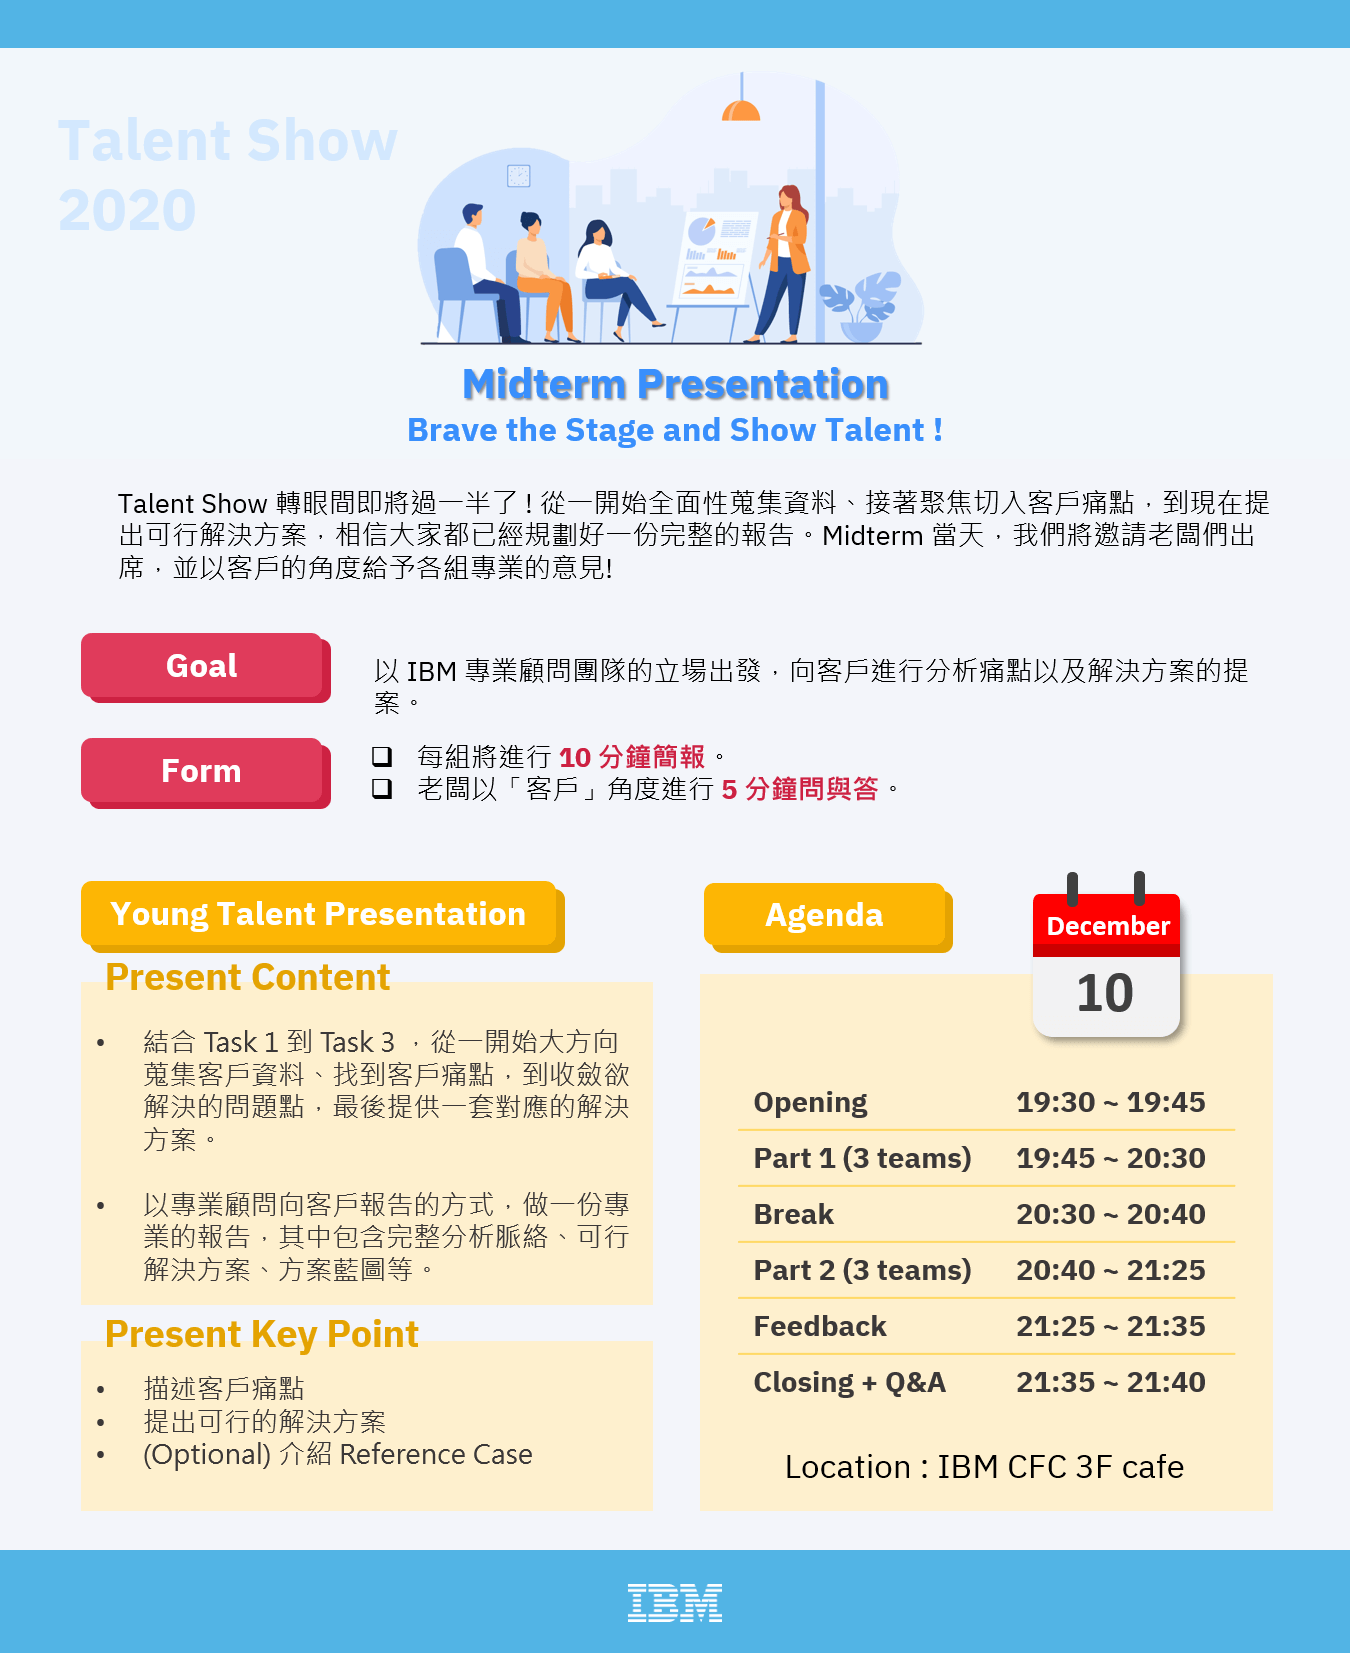 Talent Show
2020
Midterm Presentation
Brave the Stage and Show Talent !
Talent Show 轉眼間即將過一半了 ! 從一開始全面性蒐集資料、接著聚焦切入客戶痛點，到現在提
出可行解決方案，相信大家都已經規劃好一份完整的報告。Midterm 當天，我們將邀請老闆們出
席，並以客戶的角度給予各組專業的意見!
Goal
以 IBM 專業顧問團隊的立場出發，向客戶進行分析痛點以及解決方案的提
案。
Form
❑ 每組將進行 10 分鐘簡報。
❑ 老闆以「客戶」角度進行 5 分鐘問與答。
Young Talent Presentation
Present Content
• 結合 Task 1 到 Task 3 ，從一開始大方向
蒐集客戶資料、找到客戶痛點，到收斂欲
解決的問題點，最後提供一套對應的解決
方案。
• 以專業顧問向客戶報告的方式，做一份專
業的報告，其中包含完整分析脈絡、可行
解決方案、方案藍圖等。
Present Key Point
• 描述客戶痛點
• 提出可行的解決方案
• (Optional) 介紹 Reference Case
Agenda
December
10
Opening 19:30 ~ 19:45
Part 1 (3 teams) 19:45 ~ 20:30
Break 20:30 ~ 20:40
Part 2 (3 teams) 20:40 ~ 21:25
Feedback 21:25 ~ 21:35
Closing + Q&A 21:35 ~ 21:40
Location : IBM CFC 3F cafe
IBM